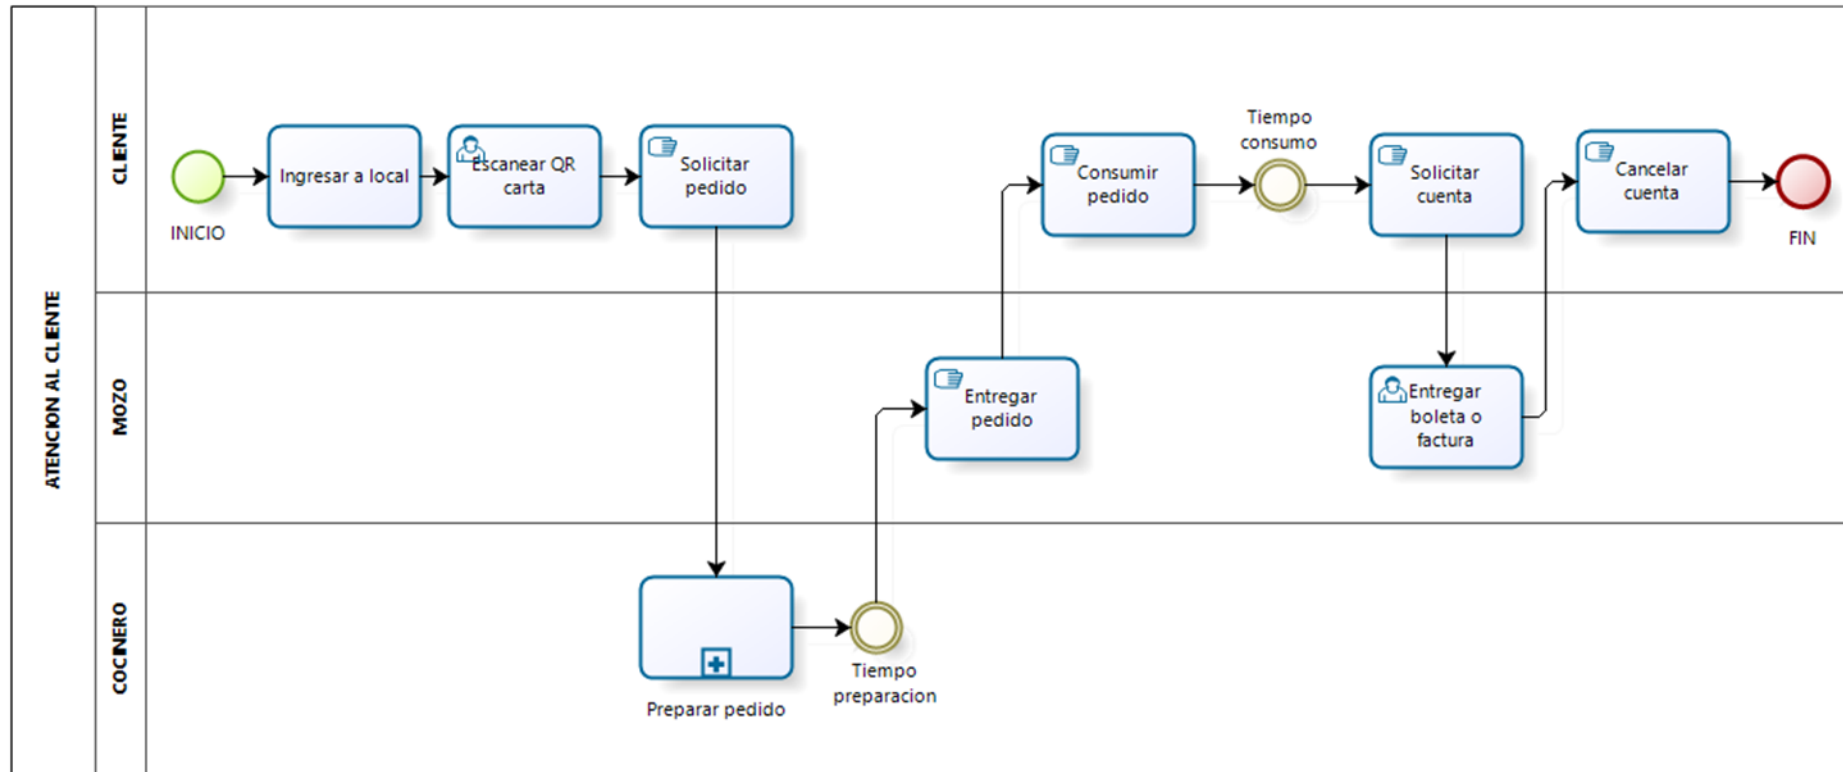 ATENCION AL CLIENTE
CLIENTE
INICIO
Ingresar a local
Escanear QR
carta
Solicitar
pedido
Consumir
pedido
Tiempo
consumo
Solicitar
cuenta
Cancelar
cuenta
FIN
MOZO
Entregar
pedido
Entregar
boleta o
factura
COCINERO
Preparar pedido
Tiempo
preparacion